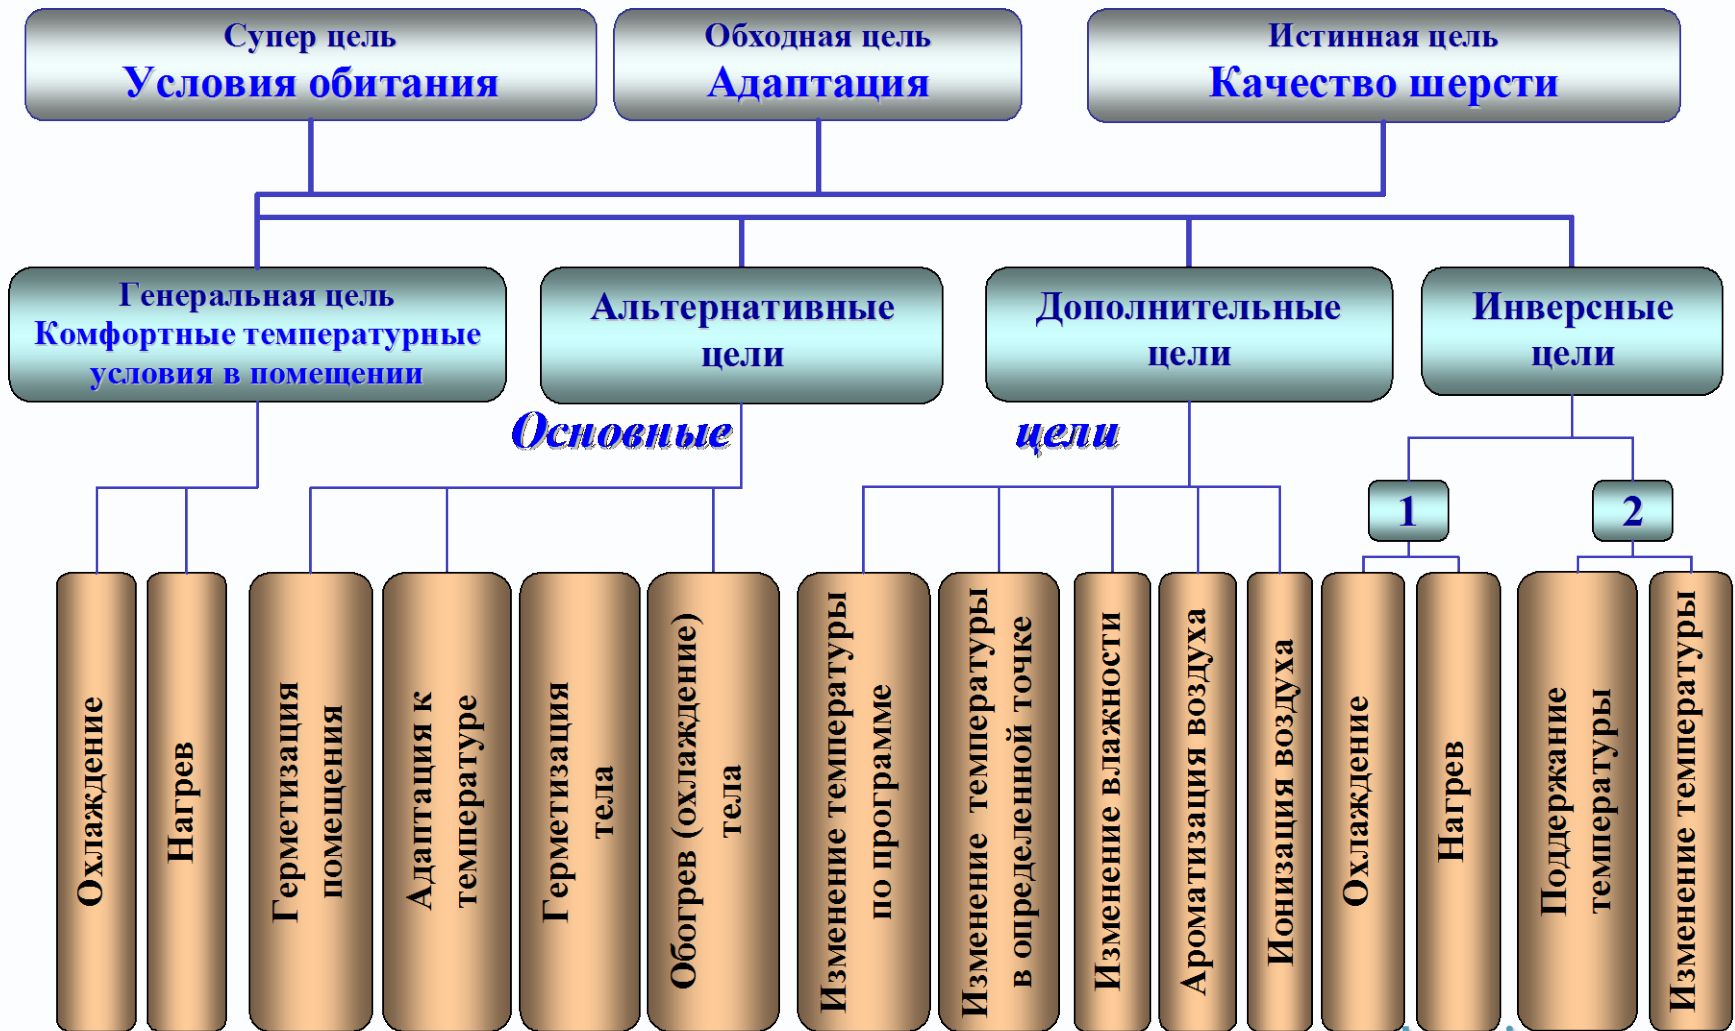 Супер цель
Условия обитания
Обходная цель
Адаптация
Истинная цель
Качество шерсти
Генеральная цель
Комфортные температурные
условия в помещении
Альтернативные
цели
Дополнительные
цели
Инверсные
цели
Основные цели
1
2
Охлаждение
Нагрев
Герметизация
помещения
Адаптация к
температуре
Герметизация
тела
Обогрев (охлаждение)
тела
Изменение температуры
по программе
Изменение температуры
в определенной точке
Изменение влажности
Ароматизация воздуха
Ионизация воздуха
Охлаждение
Нагрев
Поддержание
температуры
Изменение температуры